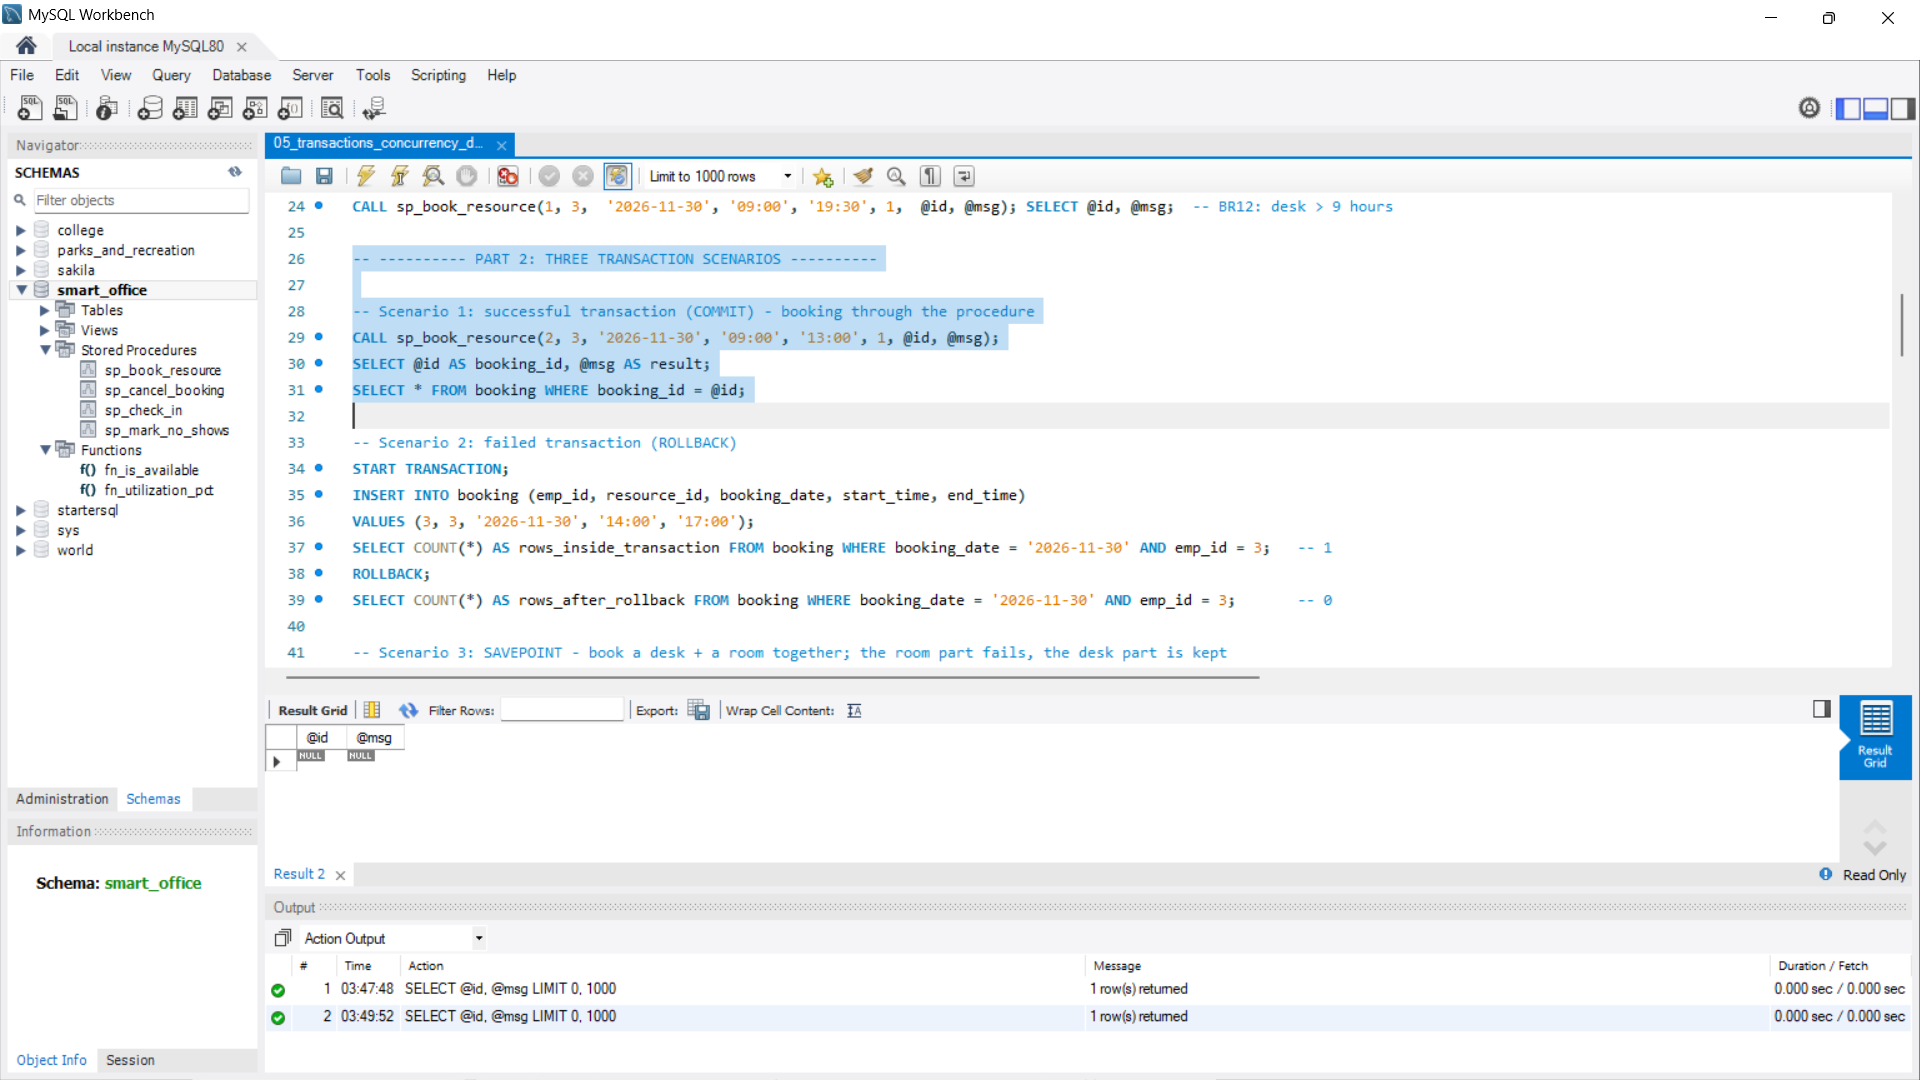 MySQL Workbench
Local instance MySQL80
File Edit View Query Database Server Tools Scripting Help
Navigator
SCHEMAS
Filter objects
college
parks_and_recreation
sakila
smart_office
Tables
Views
Stored Procedures
sp_book_resource
sp_cancel_booking
sp_check_in
sp_mark_no_shows
Functions
f() fn_is_available
f() fn_utilization_pct
startersql
sys
world
Administration Schemas
Information
Schema: smart_office
Object Info Session
05_transactions_concurrency_d...
Limit to 1000 rows
24 CALL sp_book_resource(1, 3, '2026-11-30', '09:00', '19:30', 1, @id, @msg); SELECT @id, @msg; -- BR12: desk > 9 hours
25
26 -- ---------- PART 2: THREE TRANSACTION SCENARIOS ----------
27
28 -- Scenario 1: successful transaction (COMMIT) - booking through the procedure
29 CALL sp_book_resource(2, 3, '2026-11-30', '09:00', '13:00', 1, @id, @msg);
30 SELECT @id AS booking_id, @msg AS result;
31 SELECT * FROM booking WHERE booking_id = @id;
32
33 -- Scenario 2: failed transaction (ROLLBACK)
34 START TRANSACTION;
35 INSERT INTO booking (emp_id, resource_id, booking_date, start_time, end_time)
36 VALUES (3, 3, '2026-11-30', '14:00', '17:00');
37 SELECT COUNT(*) AS rows_inside_transaction FROM booking WHERE booking_date = '2026-11-30' AND emp_id = 3; -- 1
38 ROLLBACK;
39 SELECT COUNT(*) AS rows_after_rollback FROM booking WHERE booking_date = '2026-11-30' AND emp_id = 3; -- 0
40
41 -- Scenario 3: SAVEPOINT - book a desk + a room together; the room part fails, the desk part is kept
Result Grid Filter Rows: Export: Wrap Cell Content:
@id @msg
NULL NULL
Result Grid
Result 2 Read Only
Output
Action Output
# Time Action Message Duration / Fetch
1 03:47:48 SELECT @id, @msg LIMIT 0, 1000 1 row(s) returned 0.000 sec / 0.000 sec
2 03:49:52 SELECT @id, @msg LIMIT 0, 1000 1 row(s) returned 0.000 sec / 0.000 sec